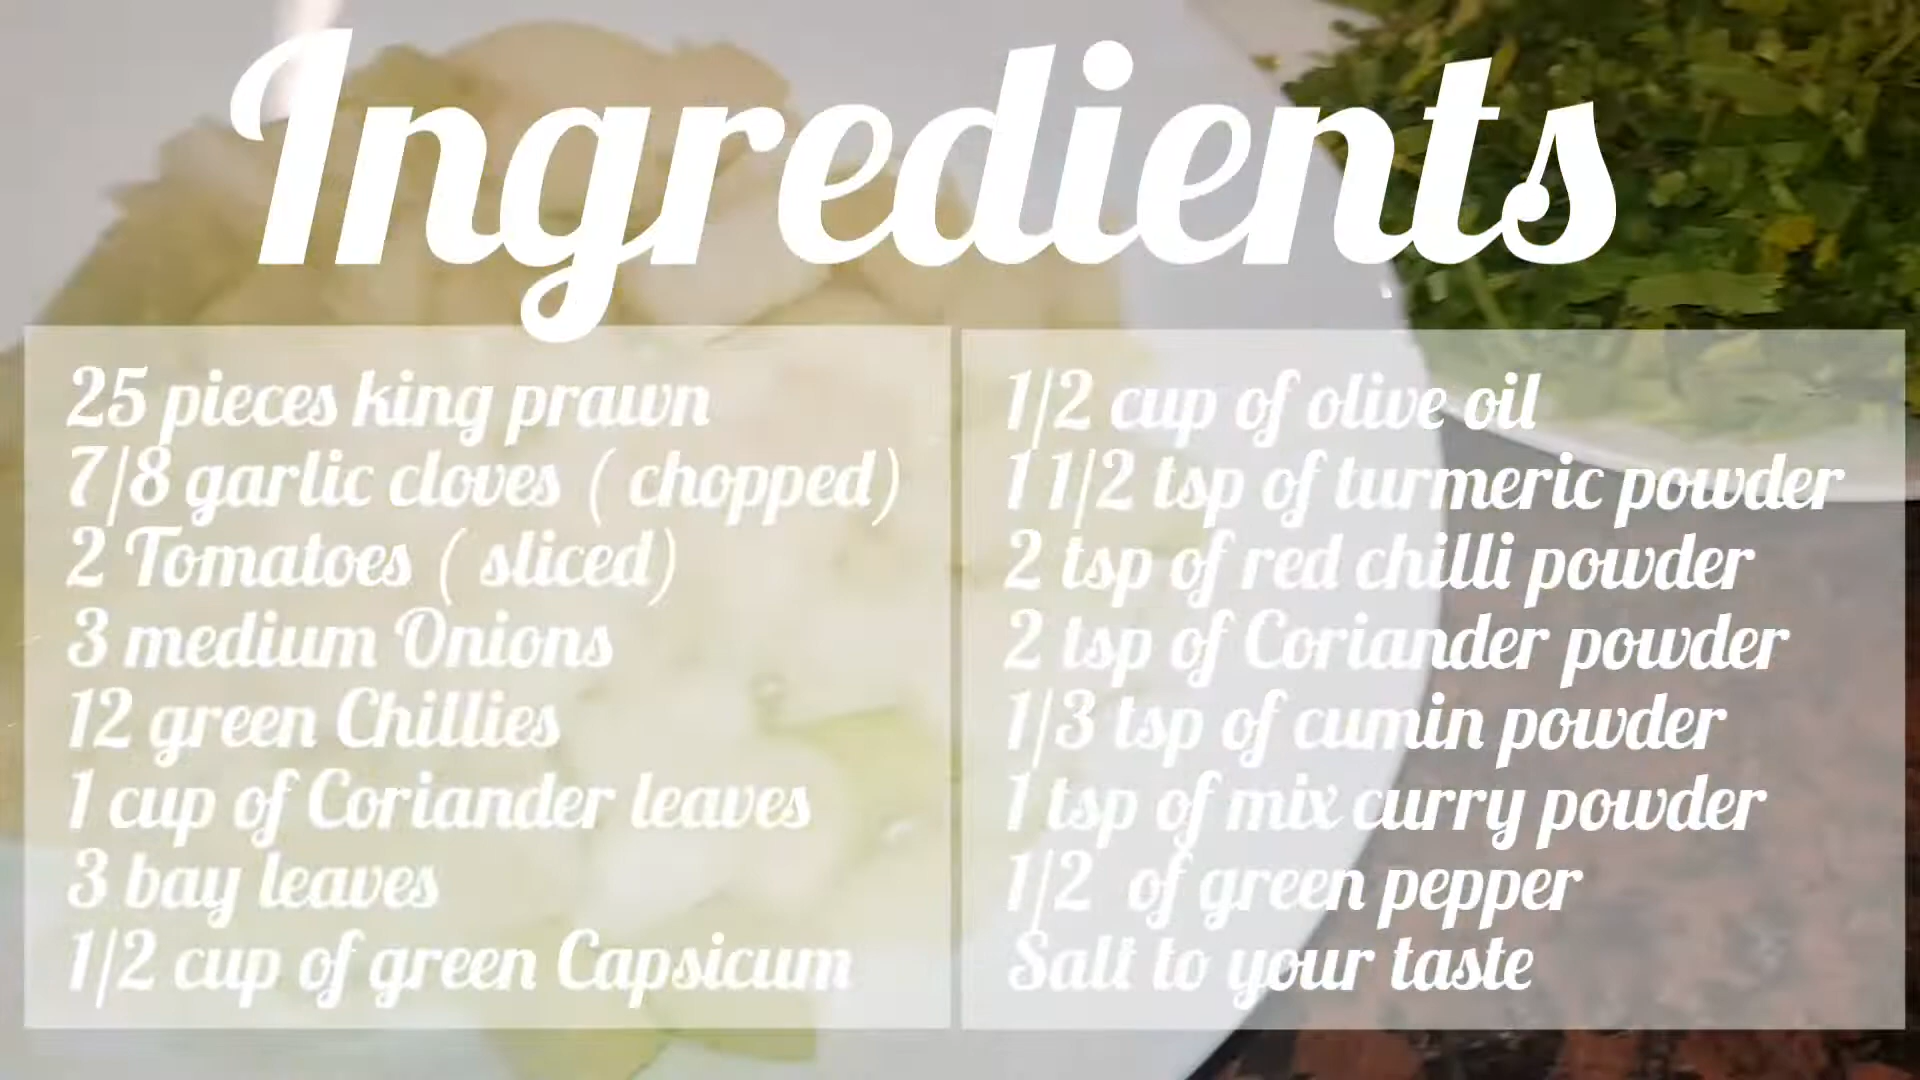 Ingredients
25 pieces king prawn
7/8 garlic cloves ( chopped)
2 Tomatoes ( sliced)
3 medium Onions
12 green Chillies
1 cup of Coriander leaves
3 bay leaves
1/2 cup of green Capsicum
1/2 cup of olive oil
1 1/2 tsp of turmeric powder
2 tsp of red chilli powder
2 tsp of Coriander powder
1/3 tsp of cumin powder
1 tsp of mix curry powder
1/2 of green pepper
Salt to your taste